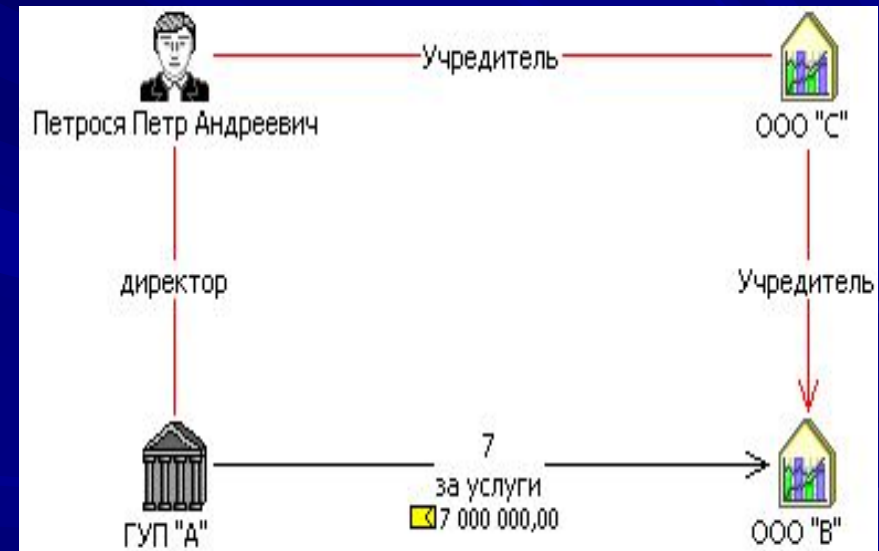 Учредитель
Петрося Петр Андреевич
ООО "С"
директор
Учредитель
7
за услуги
7 000 000,00
ГУП "А"
ООО "В"